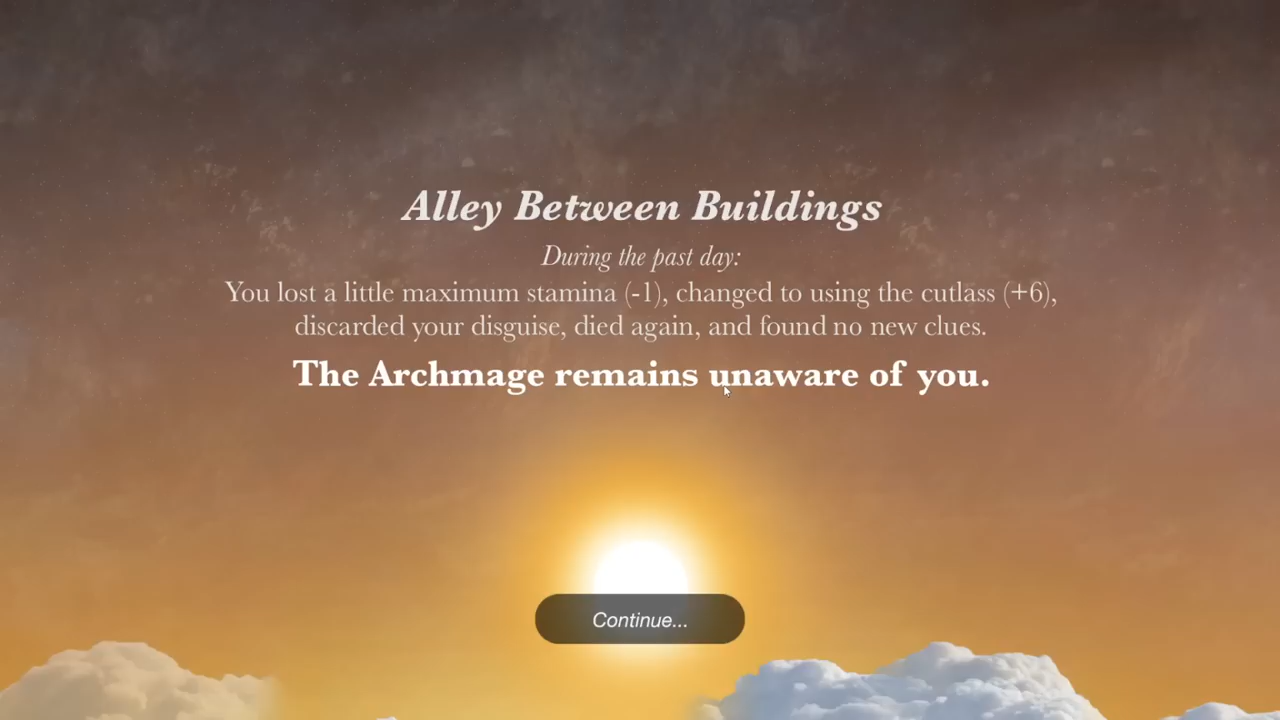 Alley Between Buildings
During the past day:
You lost a little maximum stamina (-1), changed to using the cutlass (+6),
discarded your disguise, died again, and found no new clues.
The Archmage remains unaware of you.
Continue...